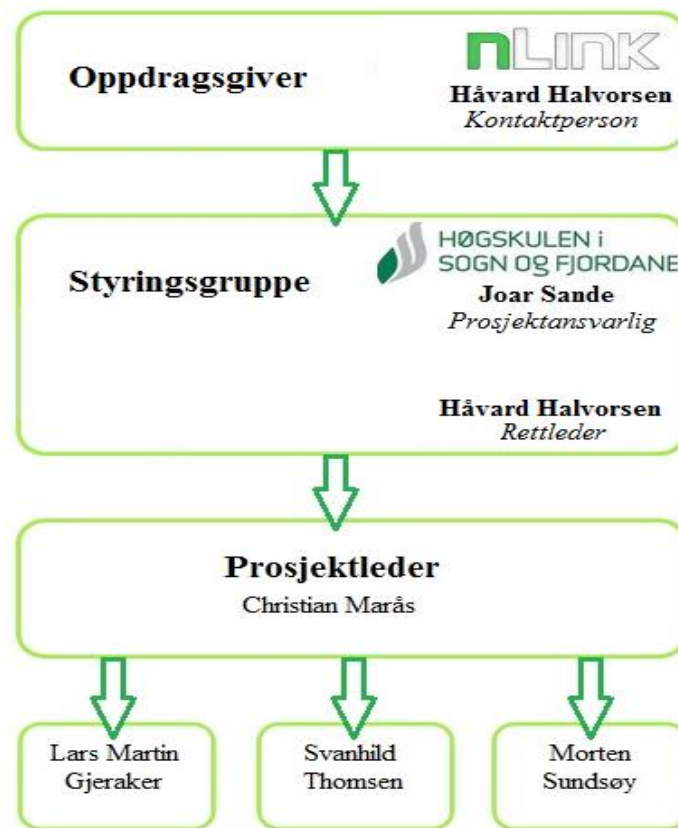 Oppdragsgiver
nLINK
Håvard Halvorsen
Kontaktperson
Styringsgruppe
HØGSKULEN i
SOGN OG FJORDANE
Joar Sande
Prosjektansvarlig
Håvard Halvorsen
Rettleder
Prosjektleder
Christian Marås
Lars Martin
Gjeraker
Svanhild
Thomsen
Morten
Sundsøy